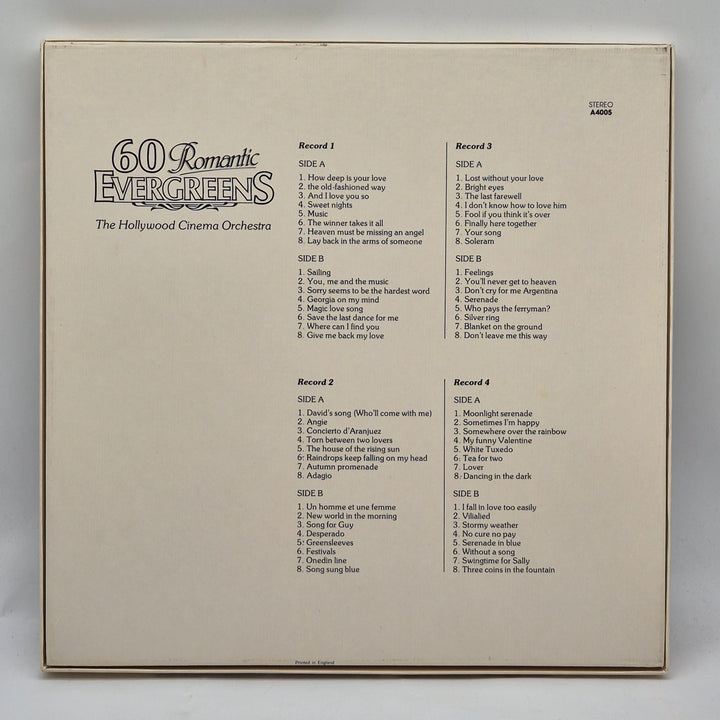 STEREO
A4005
60 Romantic
EVERGREENS
The Hollywood Cinema Orchestra
Record 1
SIDE A
1. How deep is your love
2. the old-fashioned way
3. And I love you so
4. Sweet nights
5. Music
6. The winner takes it all
7. Heaven must be missing an angel
8. Lay back in the arms of someone
SIDE B
1. Sailing
2. You, me and the music
3. Sorry seems to be the hardest word
4. Georgia on my mind
5. Magic love song
6. Save the last dance for me
7. Where can I find you
8. Give me back my love
Record 3
SIDE A
1. Lost without your love
2. Bright eyes
3. The last farewell
4. I don't know how to love him
5. Fool if you think it's over
6. Finally here together
7. Your song
8. Soleram
SIDE B
1. Feelings
2. You'll never get to heaven
3. Don't cry for me Argentina
4. Serenade
5. Who pays the ferryman?
6. Silver ring
7. Blanket on the ground
8. Don't leave me this way
Record 2
SIDE A
1. David's song (Who'll come with me)
2. Angie
3. Concierto d'Aranjuez
4. Torn between two lovers
5. The house of the rising sun
6. Raindrops keep falling on my head
7. Autumn promenade
8. Adagio
SIDE B
1. Un homme et une femme
2. New world in the morning
3. Song for Guy
4. Desperado
5. Greensleeves
6. Festivals
7. Onedin line
8. Song sung blue
Record 4
SIDE A
1. Moonlight serenade
2. Sometimes I'm happy
3. Somewhere over the rainbow
4. My funny Valentine
5. White Tuxedo
6. Tea for two
7. Lover
8. Dancing in the dark
SIDE B
1. I fall in love too easily
2. Vilialied
3. Stormy weather
4. No cure no pay
5. Serenade in blue
6. Without a song
7. Swingtime for Sally
8. Three coins in the fountain
Printed in England